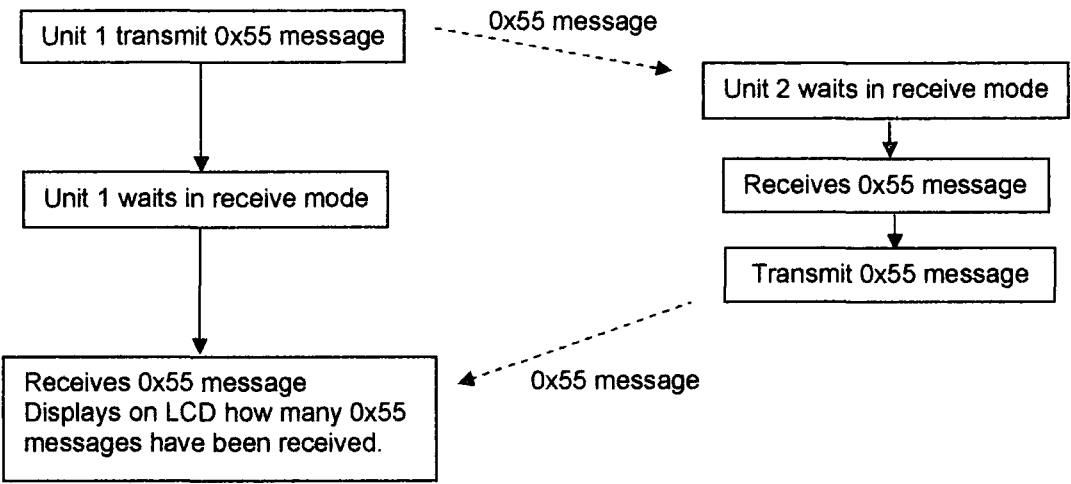 Unit 1 transmit 0x55 message
0x55 message
Unit 2 waits in receive mode
Unit 1 waits in receive mode
Receives 0x55 message
Transmit 0x55 message
Receives 0x55 message
Displays on LCD how many 0x55
messages have been received.
0x55 message